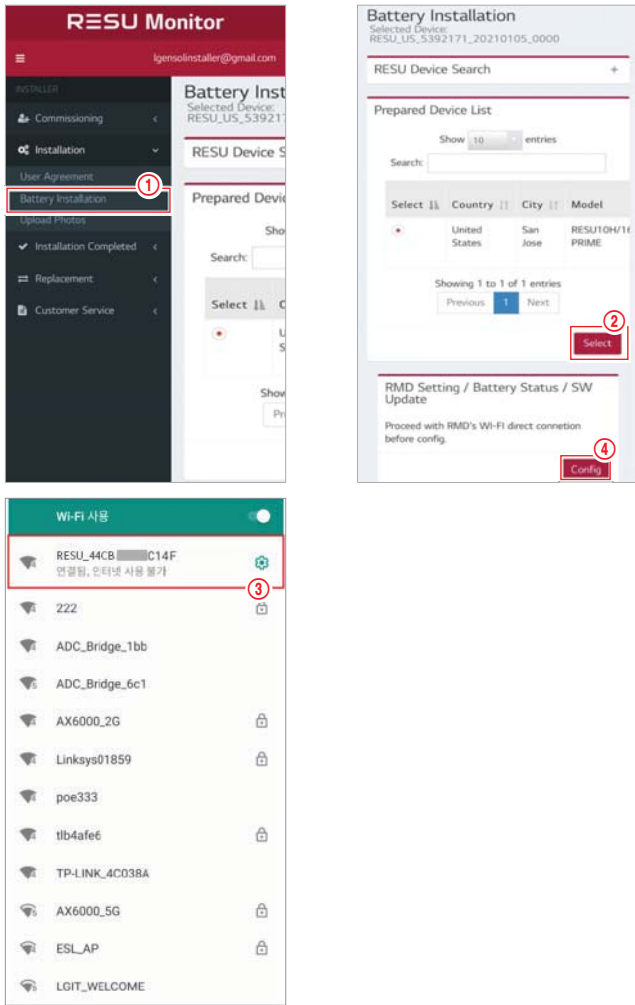 RESU Monitor
lgensolinstaller@gmail.com
INSTALLER
Commissioning
Installation
User Agreement
Battery Installation
Upload Photos
Installation Completed
Replacement
Customer Service
①
Battery Inst
Selected Device:
RESU_US_53921
RESU Device S
Prepared Devi
Sho
Search:
Select
C
U
S
Show
Pr
Battery Installation
Selected Device:
RESU_US_5392171_20210105_0000
RESU Device Search +
Prepared Device List
Show 10 entries
Search:
Select Country City Model
United San RESU10H/16
States Jose PRIME
Showing 1 to 1 of 1 entries
Previous 1 Next
②
Select
RMD Setting / Battery Status / SW
Update
Proceed with RMD's WI-FI direct connetion
before config.
④
Config
Wi-Fi 사용
RESU_44CB C14F
연결됨, 인터넷 사용 불가
③
222
ADC_Bridge_1bb
ADC_Bridge_6c1
AX6000_2G
Linksys01859
poe333
tlb4afe6
TP-LINK_4C038A
AX6000_5G
ESL_AP
LGIT_WELCOME